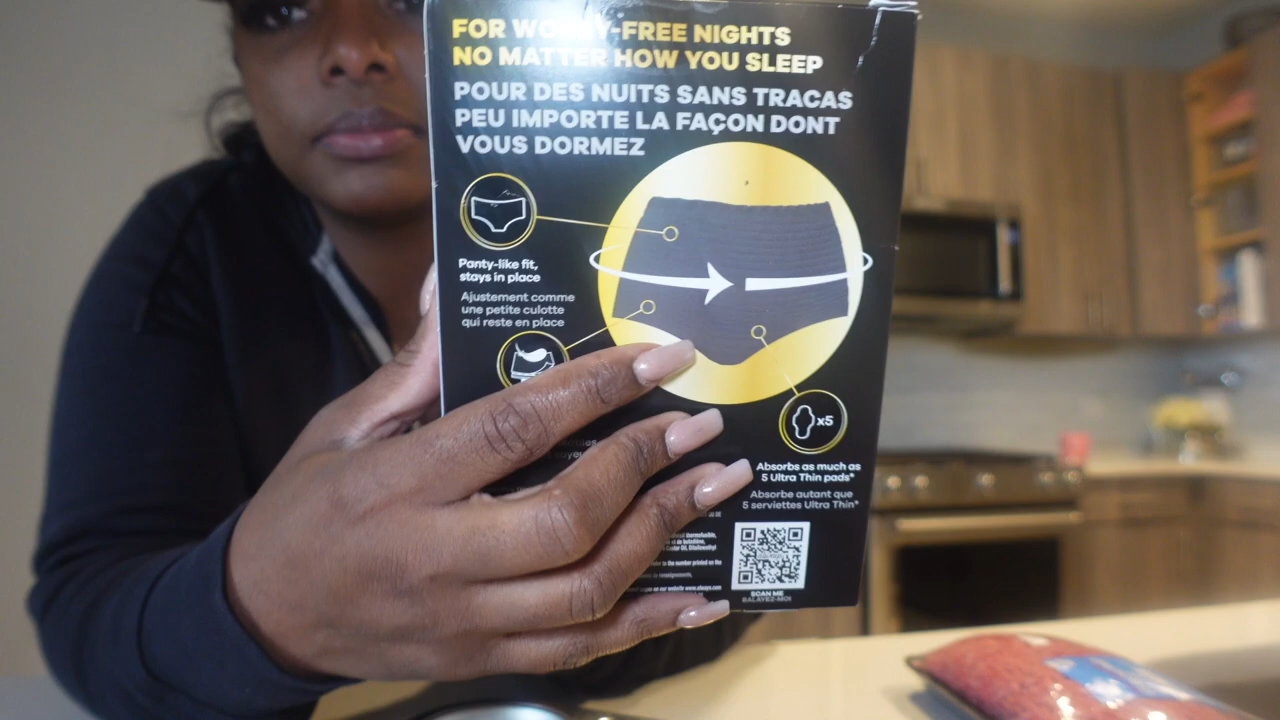 FOR WORRY-FREE NIGHTS
NO MATTER HOW YOU SLEEP
POUR DES NUITS SANS TRACAS
PEU IMPORTE LA FAÇON DONT
VOUS DORMEZ
Panty-like fit,
stays in place
Ajustement comme
une petite culotte
qui reste en place
x5
Absorbs as much as
5 Ultra Thin pads*
Absorbe autant que
5 serviettes Ultra Thin*
SCAN ME
BALAYEZ-MOI